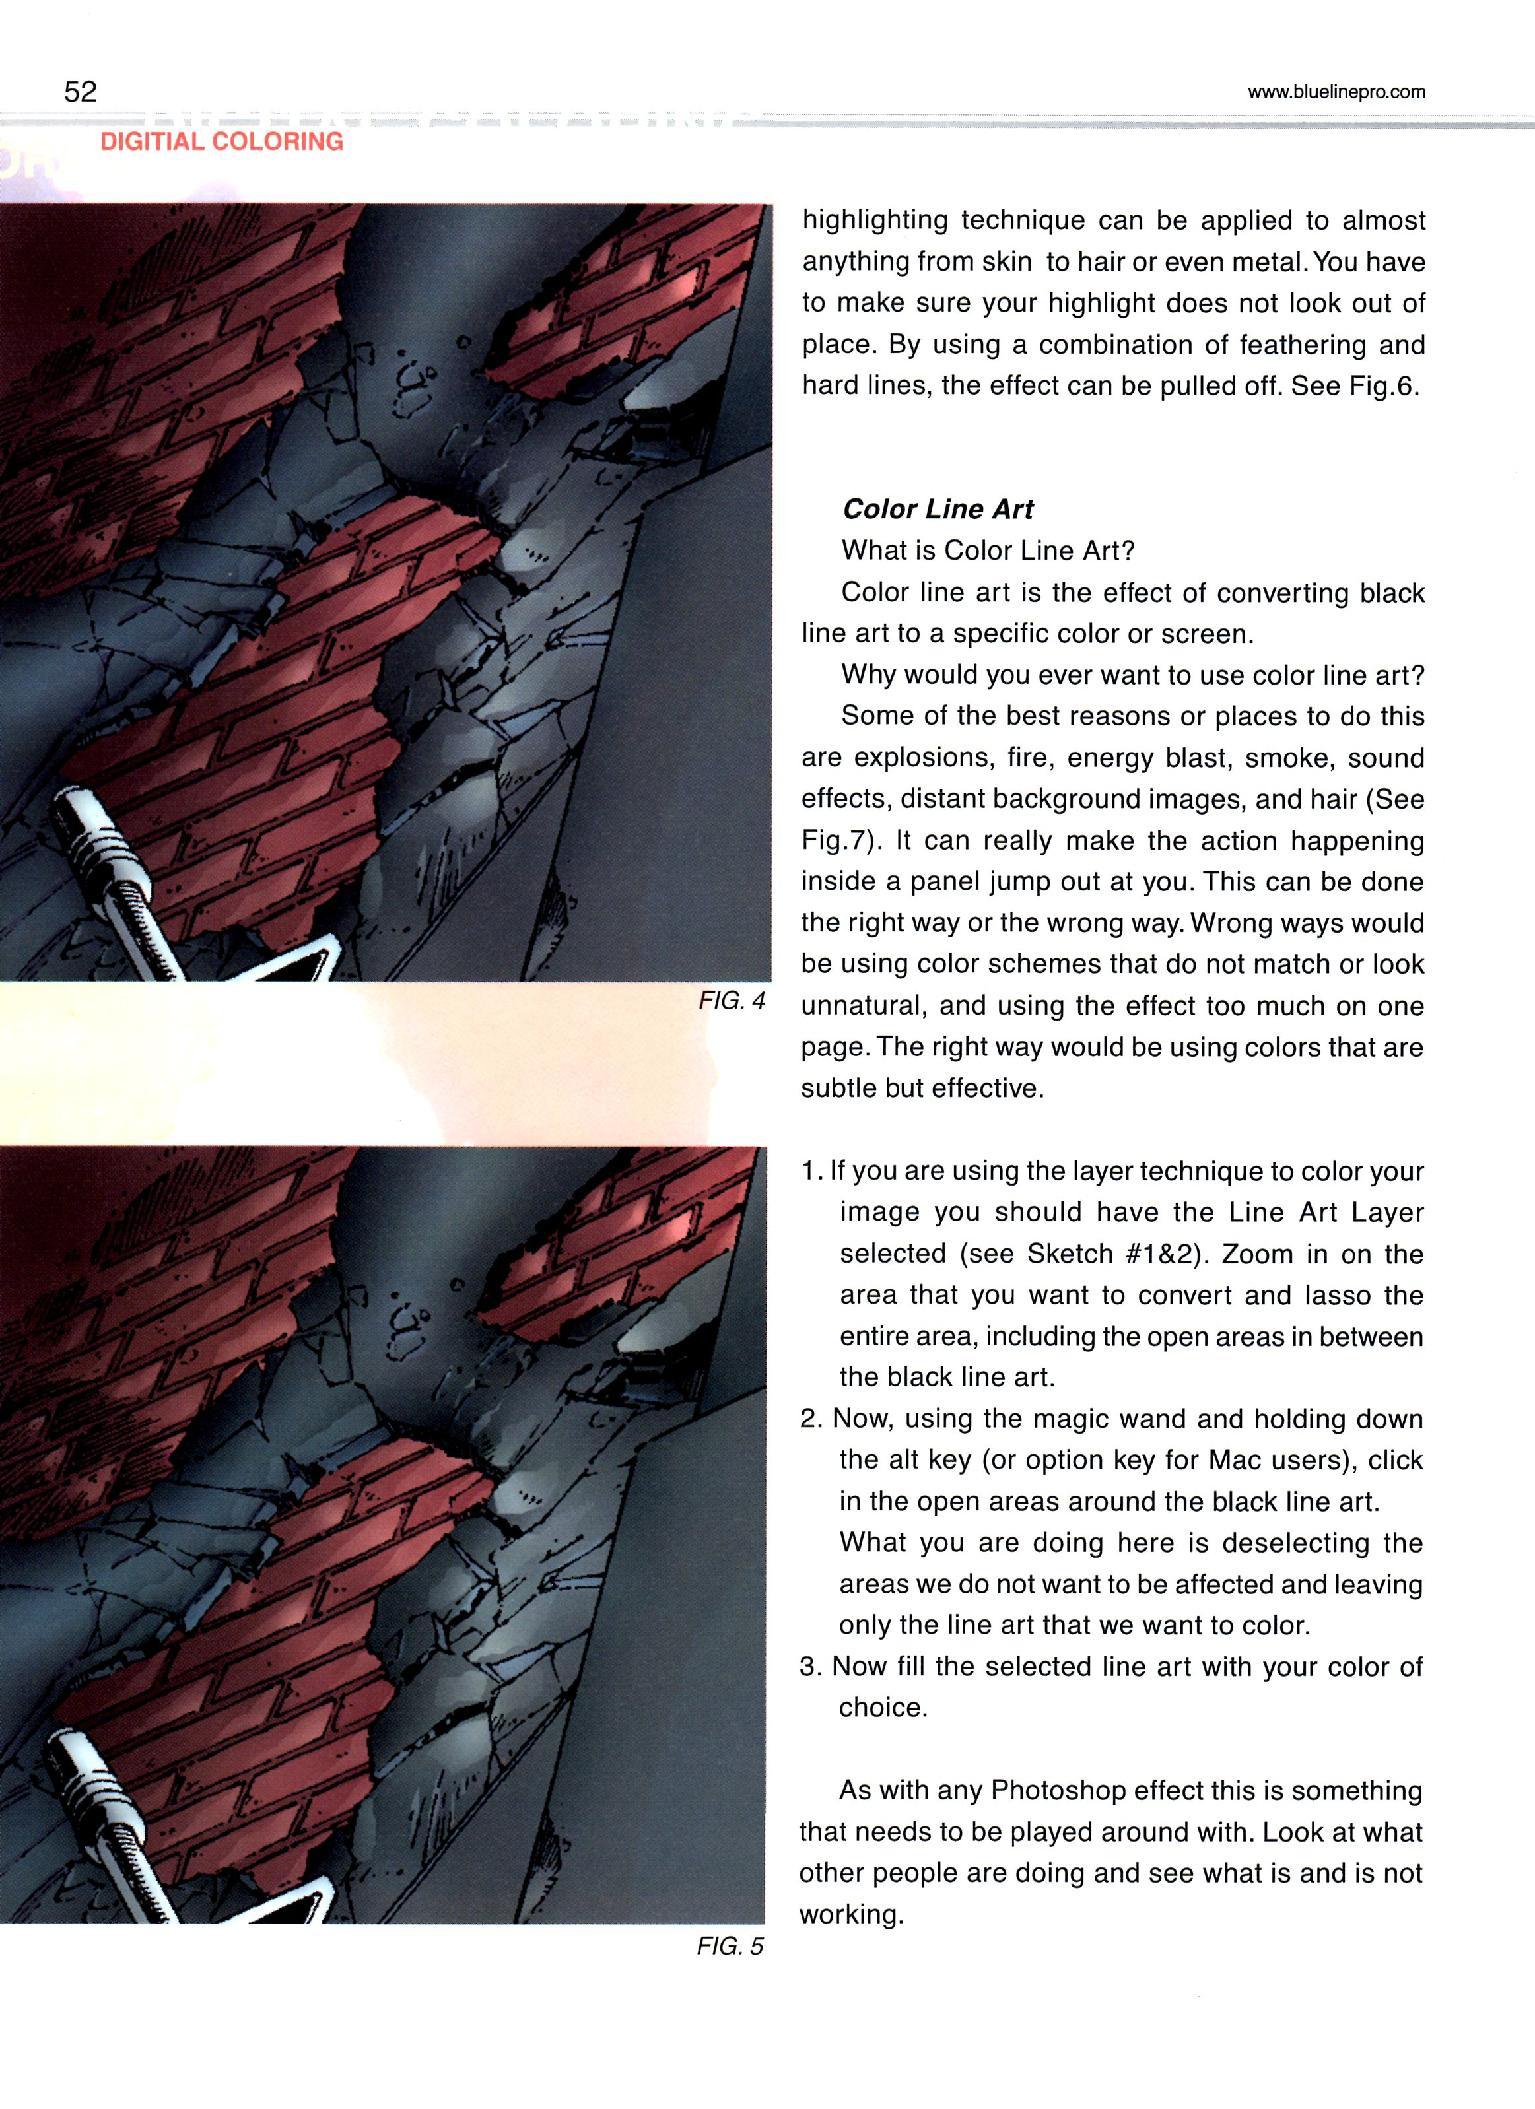 52
www.bluelinepro.com
DIGITIAL COLORING
highlighting technique can be applied to almost
anything from skin to hair or even metal. You have
to make sure your highlight does not look out of
place. By using a combination of feathering and
hard lines, the effect can be pulled off. See Fig.6.
Color Line Art
What is Color Line Art?
Color line art is the effect of converting black
line art to a specific color or screen.
Why would you ever want to use color line art?
Some of the best reasons or places to do this
are explosions, fire, energy blast, smoke, sound
effects, distant background images, and hair (See
Fig.7). It can really make the action happening
inside a panel jump out at you. This can be done
the right way or the wrong way. Wrong ways would
be using color schemes that do not match or look
unnatural, and using the effect too much on one
page. The right way would be using colors that are
subtle but effective.
FIG. 4
1. If you are using the layer technique to color your
image you should have the Line Art Layer
selected (see Sketch #1&2). Zoom in on the
area that you want to convert and lasso the
entire area, including the open areas in between
the black line art.
2. Now, using the magic wand and holding down
the alt key (or option key for Mac users), click
in the open areas around the black line art.
What you are doing here is deselecting the
areas we do not want to be affected and leaving
only the line art that we want to color.
3. Now fill the selected line art with your color of
choice.
As with any Photoshop effect this is something
that needs to be played around with. Look at what
other people are doing and see what is and is not
working.
FIG. 5